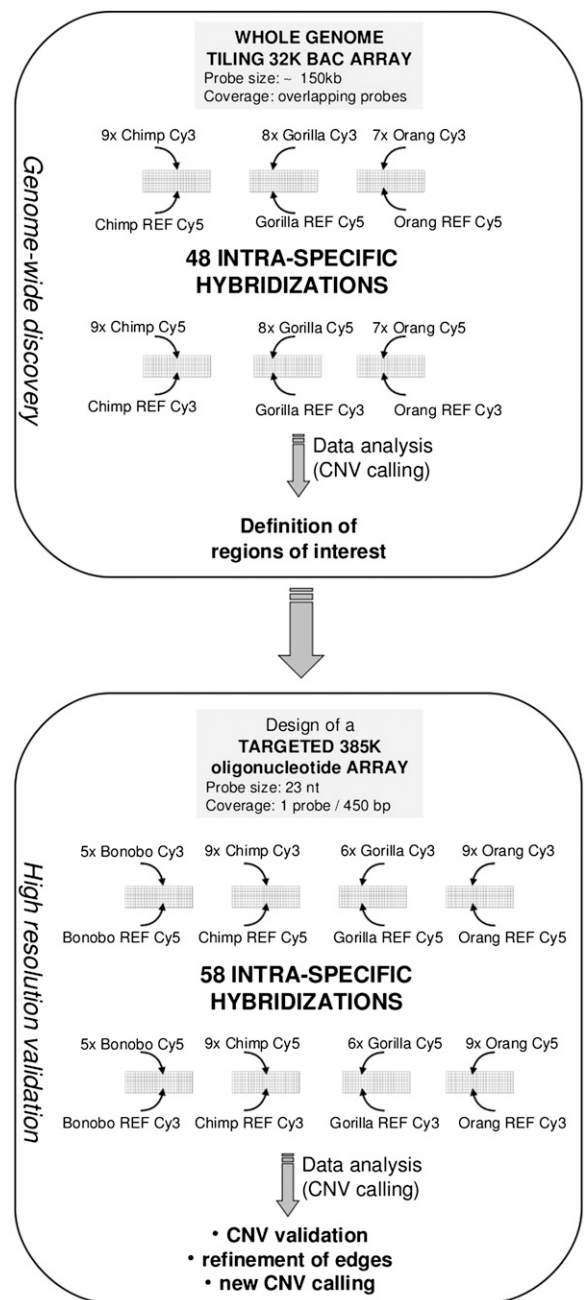 WHOLE GENOME
TILING 32K BAC ARRAY
Probe size: ~ 150kb
Coverage: overlapping probes
Genome-wide discovery
9x Chimp Cy3 8x Gorilla Cy3 7x Orang Cy3
Chimp REF Cy5 Gorilla REF Cy5 Orang REF Cy5
48 INTRA-SPECIFIC
HYBRIDIZATIONS
9x Chimp Cy5 8x Gorilla Cy5 7x Orang Cy5
Chimp REF Cy3 Gorilla REF Cy3 Orang REF Cy3
Data analysis
(CNV calling)
Definition of
regions of interest
Design of a
TARGETED 385K
oligonucleotide ARRAY
Probe size: 23 nt
Coverage: 1 probe / 450 bp
High resolution validation
5x Bonobo Cy3 9x Chimp Cy3 6x Gorilla Cy3 9x Orang Cy3
Bonobo REF Cy5 Chimp REF Cy5 Gorilla REF Cy5 Orang REF Cy5
58 INTRA-SPECIFIC
HYBRIDIZATIONS
5x Bonobo Cy5 9x Chimp Cy5 6x Gorilla Cy5 9x Orang Cy5
Bonobo REF Cy3 Chimp REF Cy3 Gorilla REF Cy3 Orang REF Cy3
Data analysis
(CNV calling)
• CNV validation
• refinement of edges
• new CNV calling